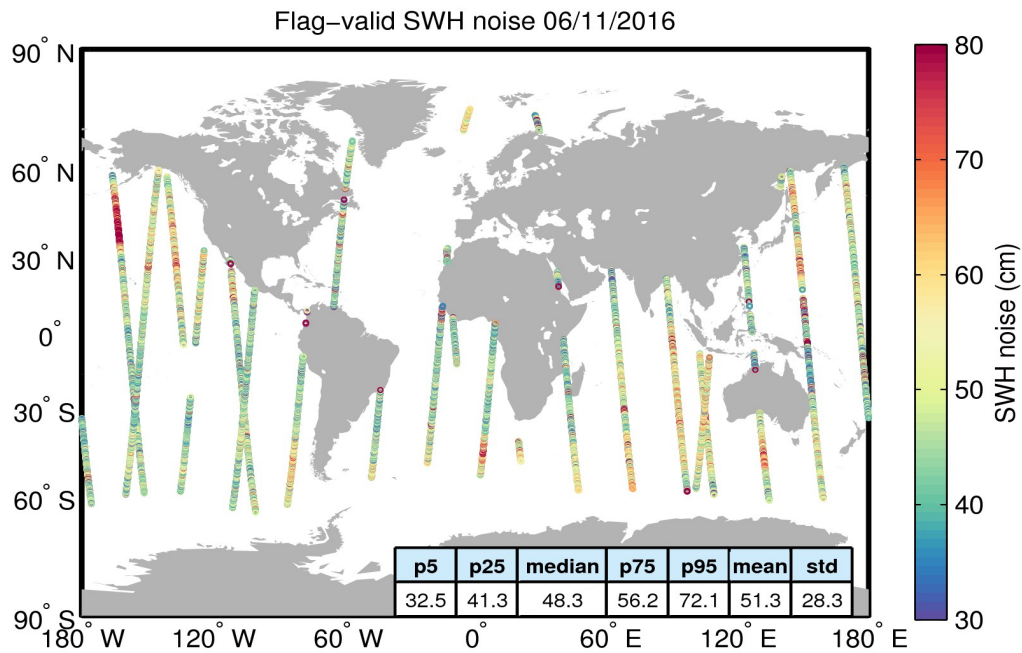 Flag−valid SWH noise 06/11/2016
90° N
60° N
30° N
0°
30° S
60° S
90° S
180° W 120° W 60° W 0° 60° E 120° E 180° E
p5 p25 median p75 p95 mean std
32.5 41.3 48.3 56.2 72.1 51.3 28.3
80
70
60
50
40
30
SWH noise (cm)